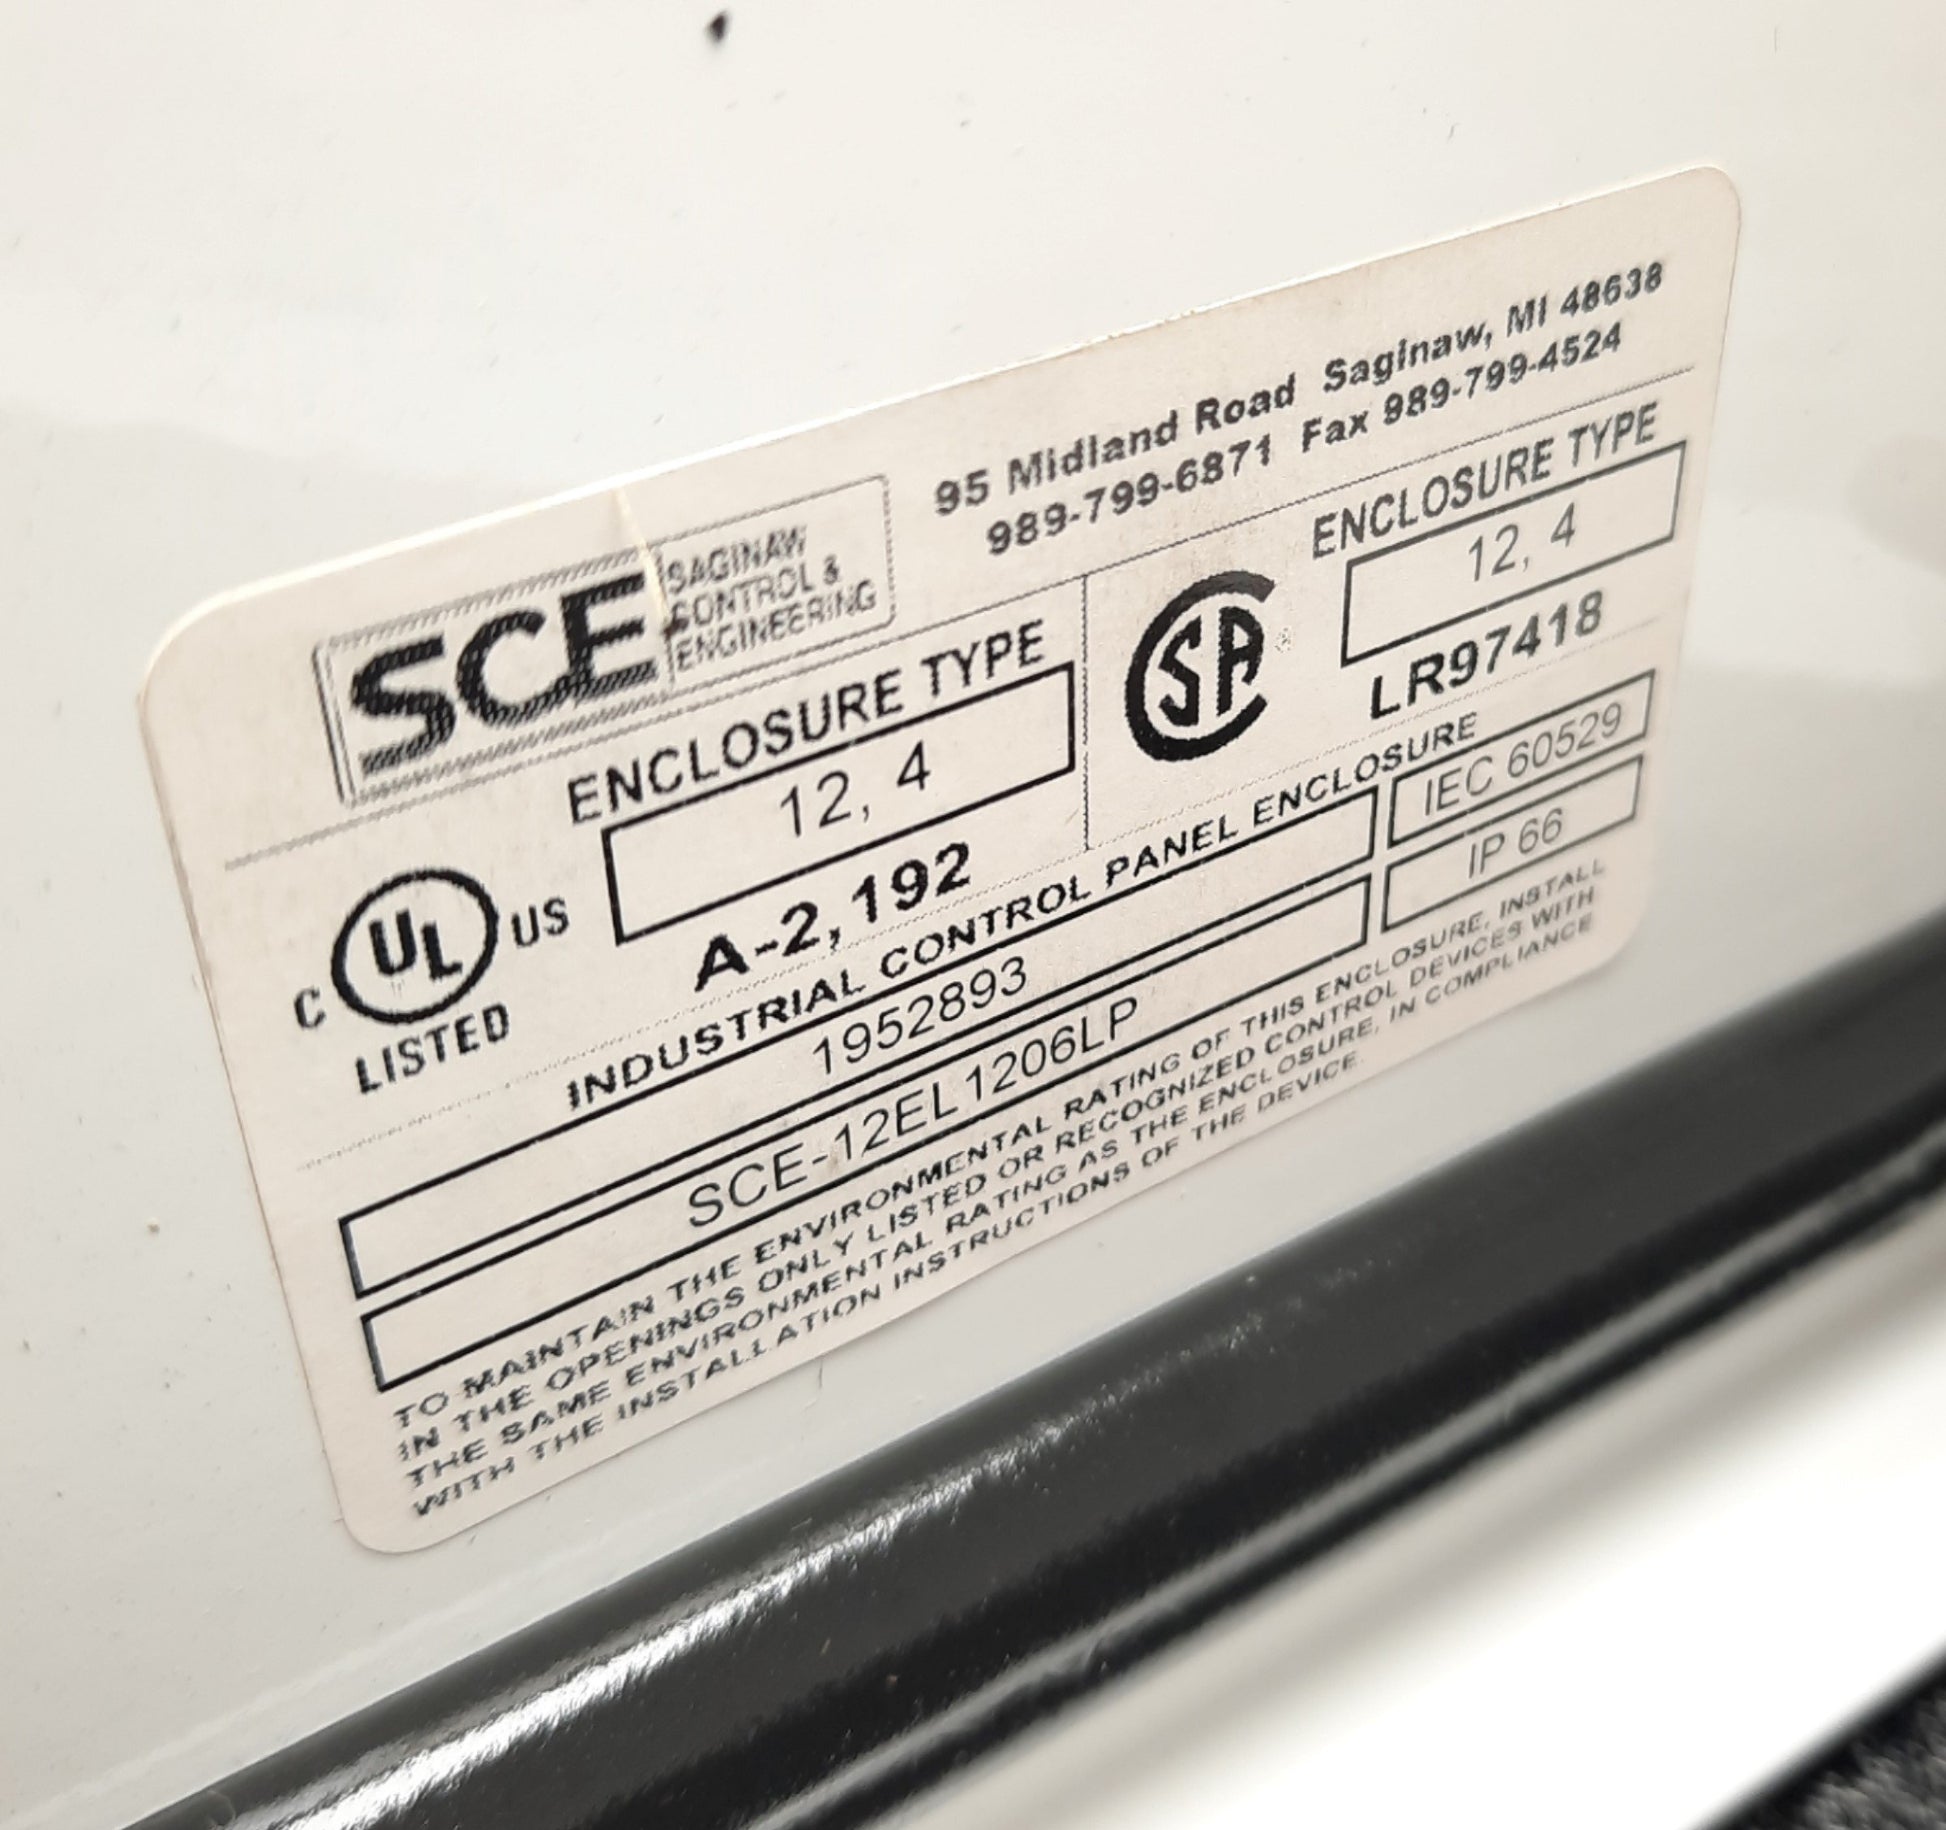 SCE
SAGINAW
CONTROL &
ENGINEERING
95 Midland Road Saginaw, MI 48638
989-799-6871 Fax 989-799-4524
C UL US
LISTED
ENCLOSURE TYPE
12, 4
A-2, 192
SA
ENCLOSURE TYPE
12, 4
LR97418
INDUSTRIAL CONTROL PANEL ENCLOSURE
1952893
IEC 60529
SCE-12EL1206LP
IP 66
TO MAINTAIN THE ENVIRONMENTAL RATING OF THIS ENCLOSURE, INSTALL
IN THE OPENINGS ONLY LISTED OR RECOGNIZED CONTROL DEVICES WITH
THE SAME ENVIRONMENTAL RATING AS THE ENCLOSURE, IN COMPLIANCE
WITH THE INSTALLATION INSTRUCTIONS OF THE DEVICE.